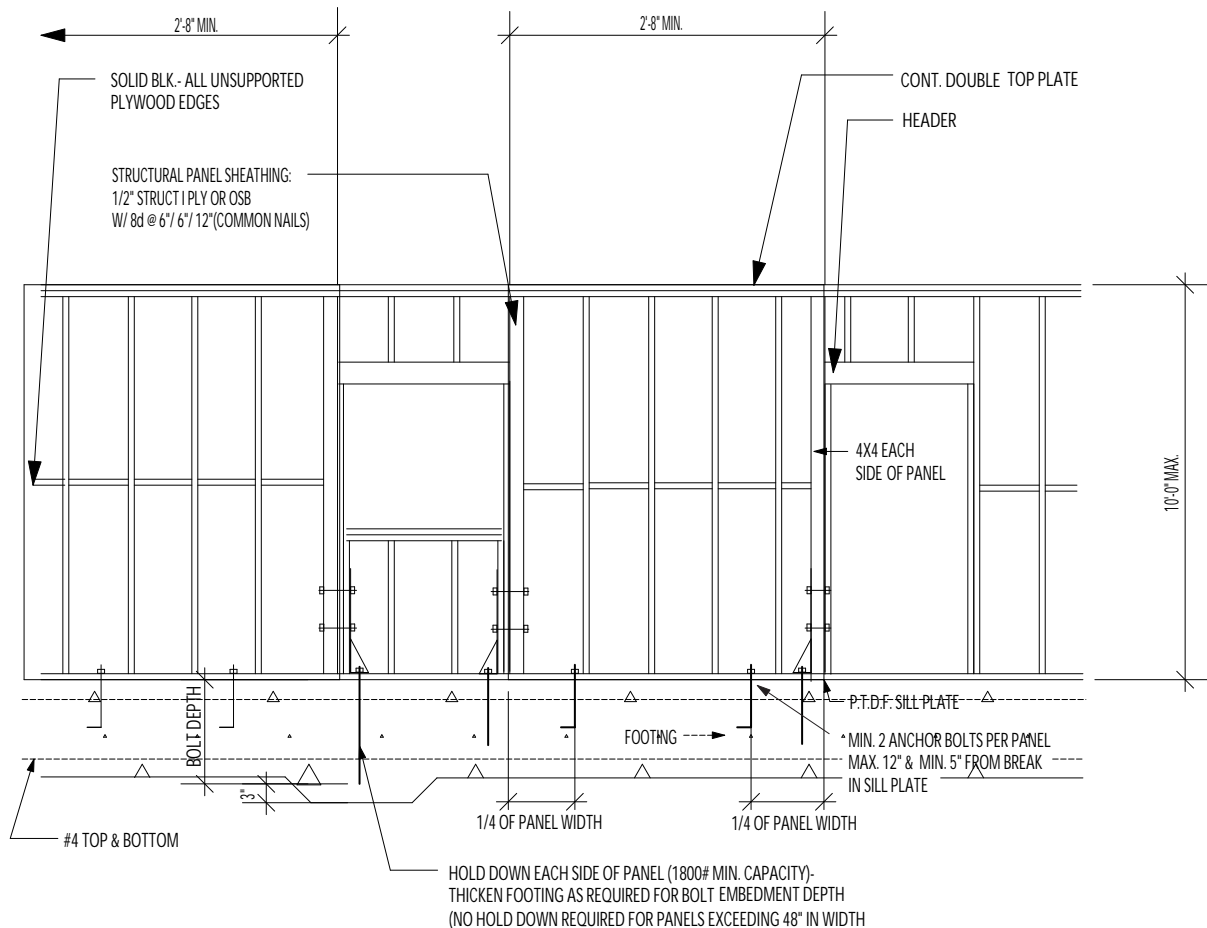 2'-8" MIN.
2'-8" MIN.
SOLID BLK.- ALL UNSUPPORTED
PLYWOOD EDGES
CONT. DOUBLE TOP PLATE
HEADER
STRUCTURAL PANEL SHEATHING:
1/2" STRUCT I PLY OR OSB
W/ 8d @ 6"/ 6"/ 12"(COMMON NAILS)
4X4 EACH
SIDE OF PANEL
10'-0" MAX.
BOLT DEPTH
3"
P.T.D.F. SILL PLATE
FOOTING
MIN. 2 ANCHOR BOLTS PER PANEL
MAX. 12" & MIN. 5" FROM BREAK
IN SILL PLATE
1/4 OF PANEL WIDTH
1/4 OF PANEL WIDTH
#4 TOP & BOTTOM
HOLD DOWN EACH SIDE OF PANEL (1800# MIN. CAPACITY)-
THICKEN FOOTING AS REQUIRED FOR BOLT EMBEDMENT DEPTH
(NO HOLD DOWN REQUIRED FOR PANELS EXCEEDING 48" IN WIDTH